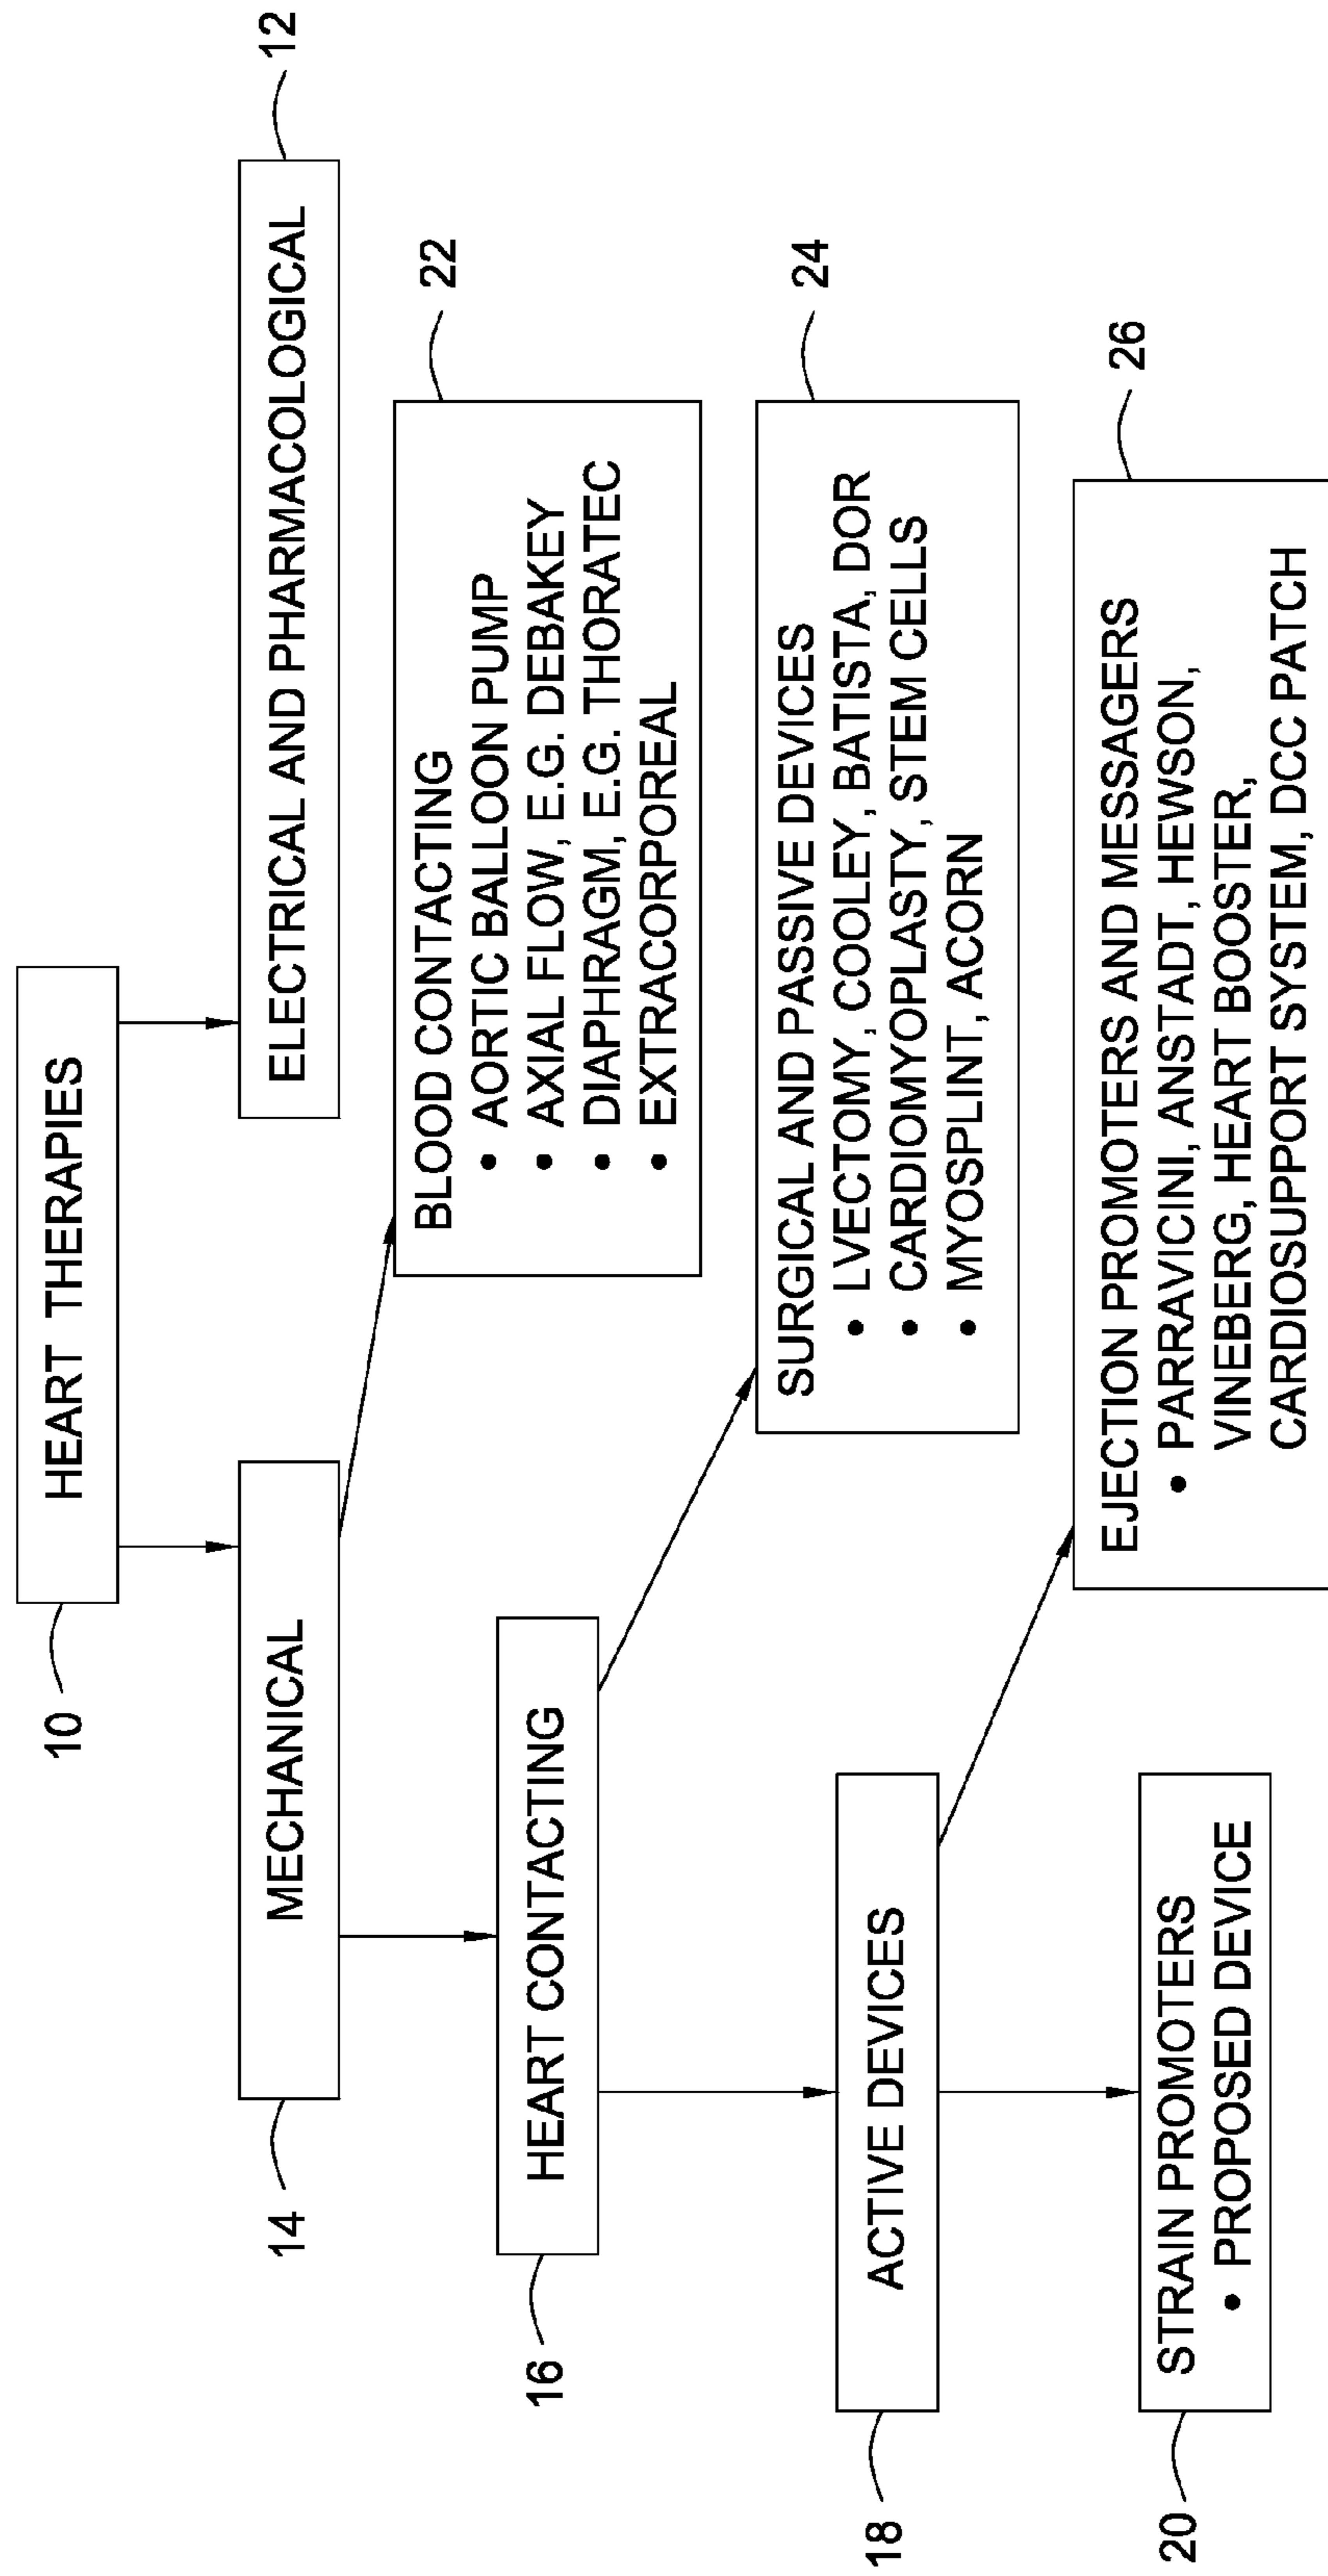 10
HEART THERAPIES
14
MECHANICAL
ELECTRICAL AND PHARMACOLOGICAL
12
16
HEART CONTACTING
BLOOD CONTACTING
• AORTIC BALLOON PUMP
• AXIAL FLOW, E.G. DEBAKEY
• DIAPHRAGM, E.G. THORATEC
• EXTRACORPOREAL
22
18
ACTIVE DEVICES
SURGICAL AND PASSIVE DEVICES
• LVECTOMY, COOLEY, BATISTA, DOR
• CARDIOMYOPLASTY, STEM CELLS
• MYOSPLINT, ACORN
24
20
STRAIN PROMOTERS
• PROPOSED DEVICE
EJECTION PROMOTERS AND MESSAGERS
• PARRAVICINI, ANSTADT, HEWSON,
VINEBERG, HEART BOOSTER,
CARDIOSUPPORT SYSTEM, DCC PATCH
26